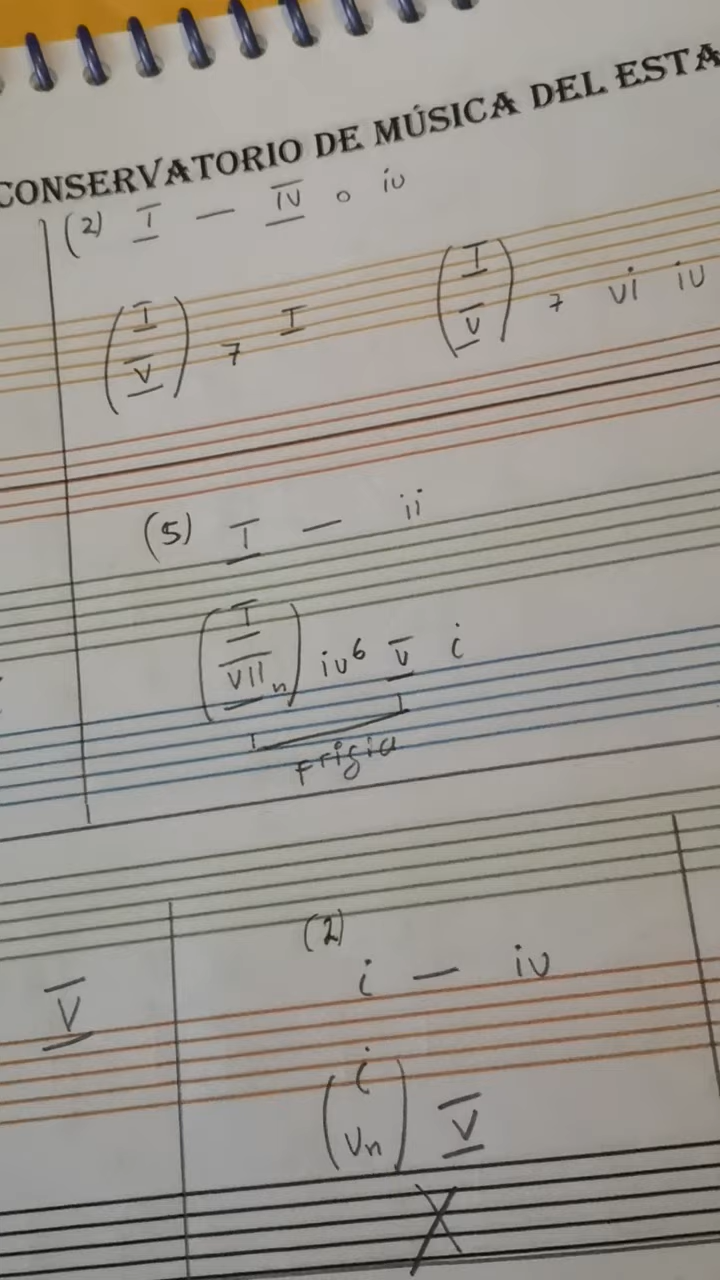 CONSERVATORIO DE MÚSICA DEL ESTA
(2) I — IV o iv
(I
V) 7 I (I
V) 7 vi iv
(5) I — ii
(I
VIIn) iv6 V i
Frigia
(2)
V i — iv
(i
vn) V
X